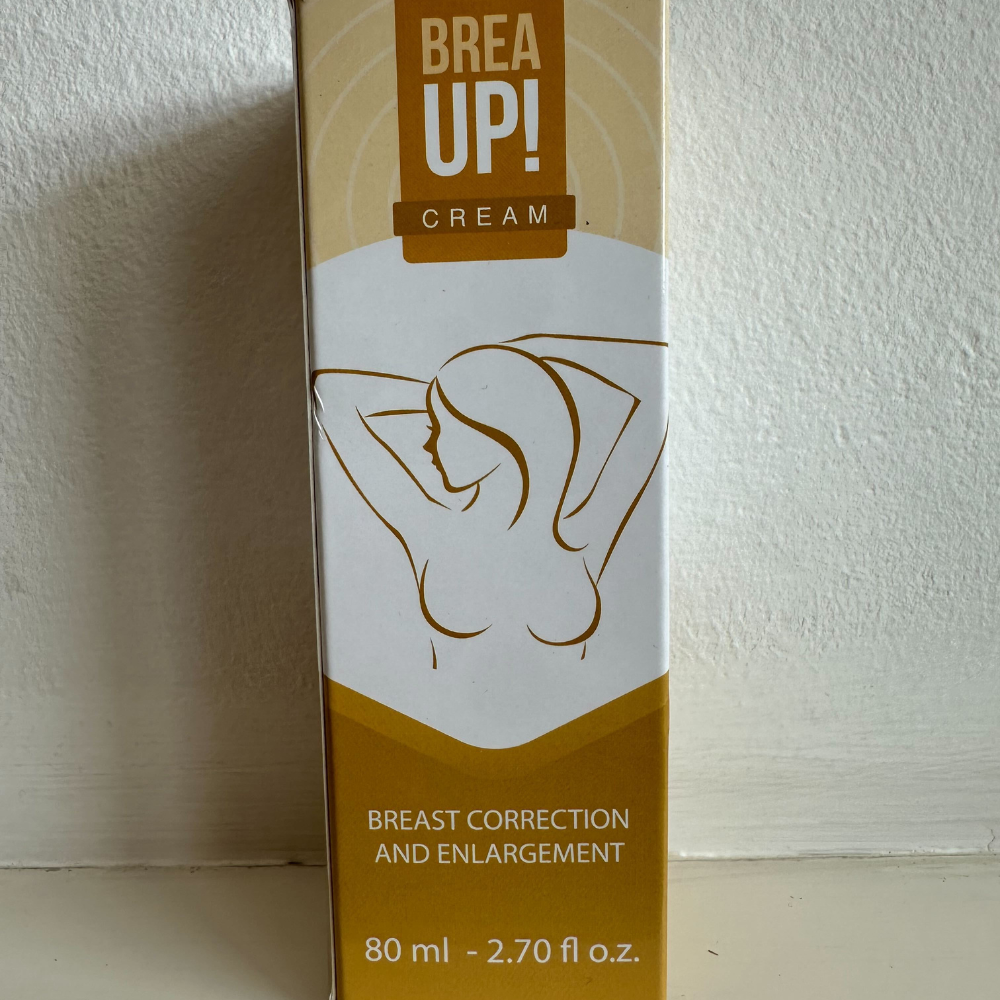 BREA
UP!
CREAM
BREAST CORRECTION
AND ENLARGEMENT
80 ml - 2.70 fl o.z.